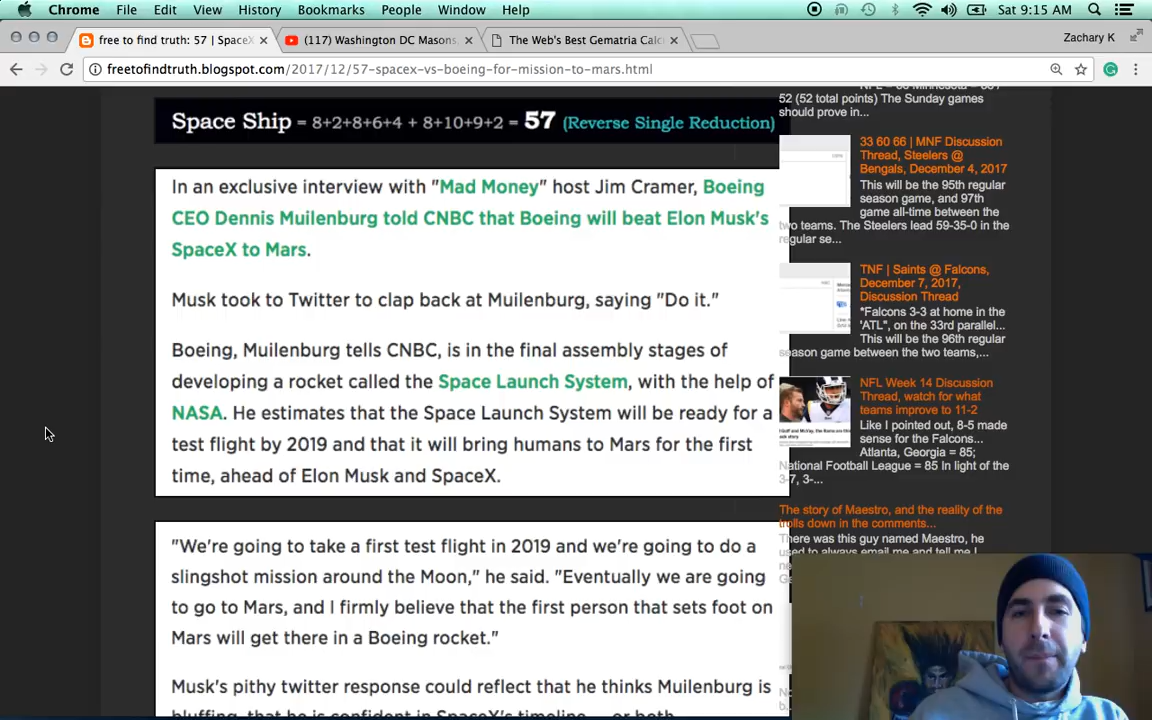 Chrome File Edit View History Bookmarks People Window Help Sat 9:15 AM
free to find truth: 57 | SpaceX (117) Washington DC Masons, The Web's Best Gematria Calc Zachary K
freetofindtruth.blogspot.com/2017/12/57-spacex-vs-boeing-for-mission-to-mars.html
Space Ship = 8+2+8+6+4 + 8+10+9+2 = 57 (Reverse Single Reduction)
In an exclusive interview with "Mad Money" host Jim Cramer, Boeing
CEO Dennis Muilenburg told CNBC that Boeing will beat Elon Musk's
SpaceX to Mars.
Musk took to Twitter to clap back at Muilenburg, saying "Do it."
Boeing, Muilenburg tells CNBC, is in the final assembly stages of
developing a rocket called the Space Launch System, with the help of
NASA. He estimates that the Space Launch System will be ready for a
test flight by 2019 and that it will bring humans to Mars for the first
time, ahead of Elon Musk and SpaceX.
"We're going to take a first test flight in 2019 and we're going to do a
slingshot mission around the Moon," he said. "Eventually we are going
to go to Mars, and I firmly believe that the first person that sets foot on
Mars will get there in a Boeing rocket."
Musk's pithy twitter response could reflect that he thinks Muilenburg is
bluffing, that he is confident in SpaceX's timeline — or both.
52 (52 total points) The Sunday games
should prove in...
33 60 66 | MNF Discussion
Thread, Steelers @
Bengals, December 4, 2017
This will be the 95th regular
season game, and 97th
game all-time between the
two teams. The Steelers lead 59-35-0 in the
regular se...
TNF | Saints @ Falcons,
December 7, 2017,
Discussion Thread
*Falcons 3-3 at home in the
'ATL", on the 33rd parallel...
This will be the 96th regular
season game between the two teams,...
NFL Week 14 Discussion
Thread, watch for what
teams improve to 11-2
Like I pointed out, 8-5 made
sense for the Falcons...
Atlanta, Georgia = 85;
National Football League = 85 In light of the
3-7, 3-...
The story of Maestro, and the reality of the
trolls down in the comments...
There was this guy named Maestro, he
used to always email me and tell me I